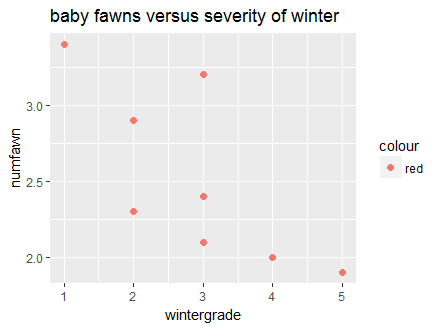 baby fawns versus severity of winter
numfawn
3.0
2.5
2.0
1 2 3 4 5
wintergrade
colour
red